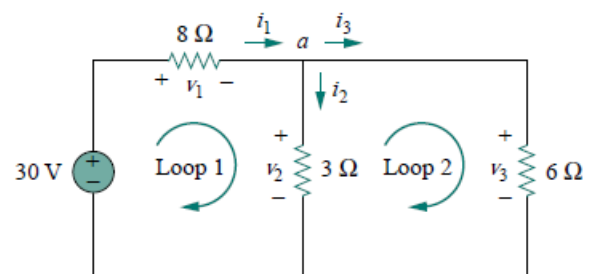 8 Ω i₁ a i₃
+ v₁ −
i₂
30 V + − Loop 1 + v₂ − 3 Ω Loop 2 + v₃ − 6 Ω